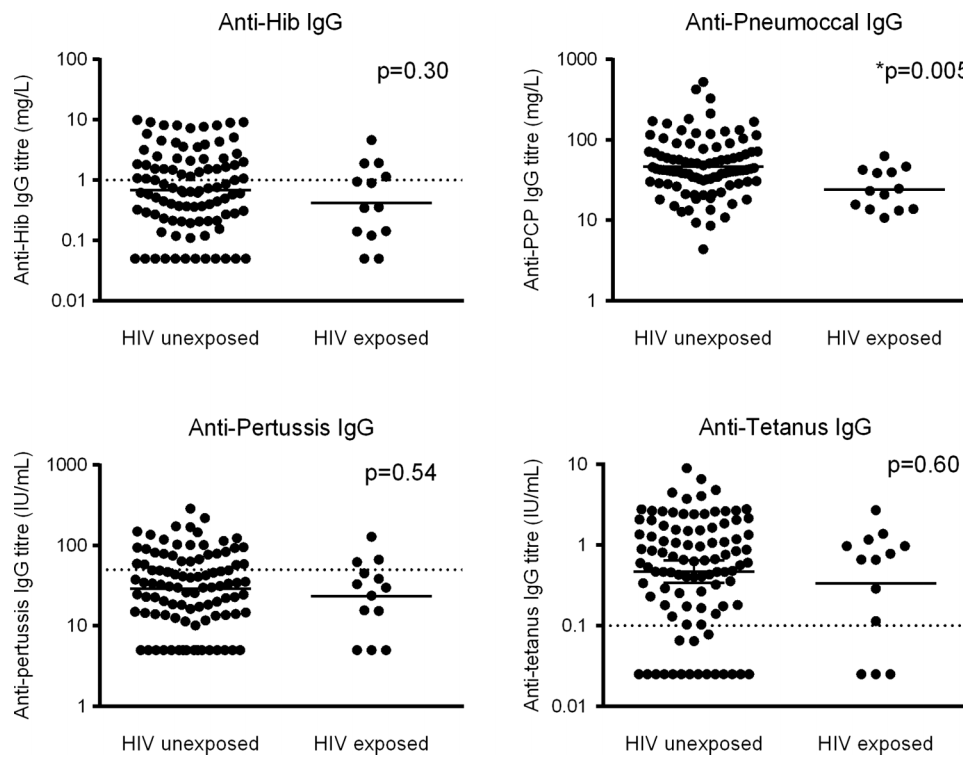 Anti-Hib IgG
p=0.30
Anti-Hib IgG titre (mg/L)
100
10
1
0.1
0.01
HIV unexposed
HIV exposed
Anti-Pneumoccal IgG
*p=0.005
Anti-PCP IgG titre (mg/L)
1000
100
10
1
HIV unexposed
HIV exposed
Anti-Pertussis IgG
p=0.54
Anti-pertussis IgG titre (IU/mL)
1000
100
10
1
HIV unexposed
HIV exposed
Anti-Tetanus IgG
p=0.60
Anti-tetanus IgG titre (IU/mL)
10
1
0.1
0.01
HIV unexposed
HIV exposed